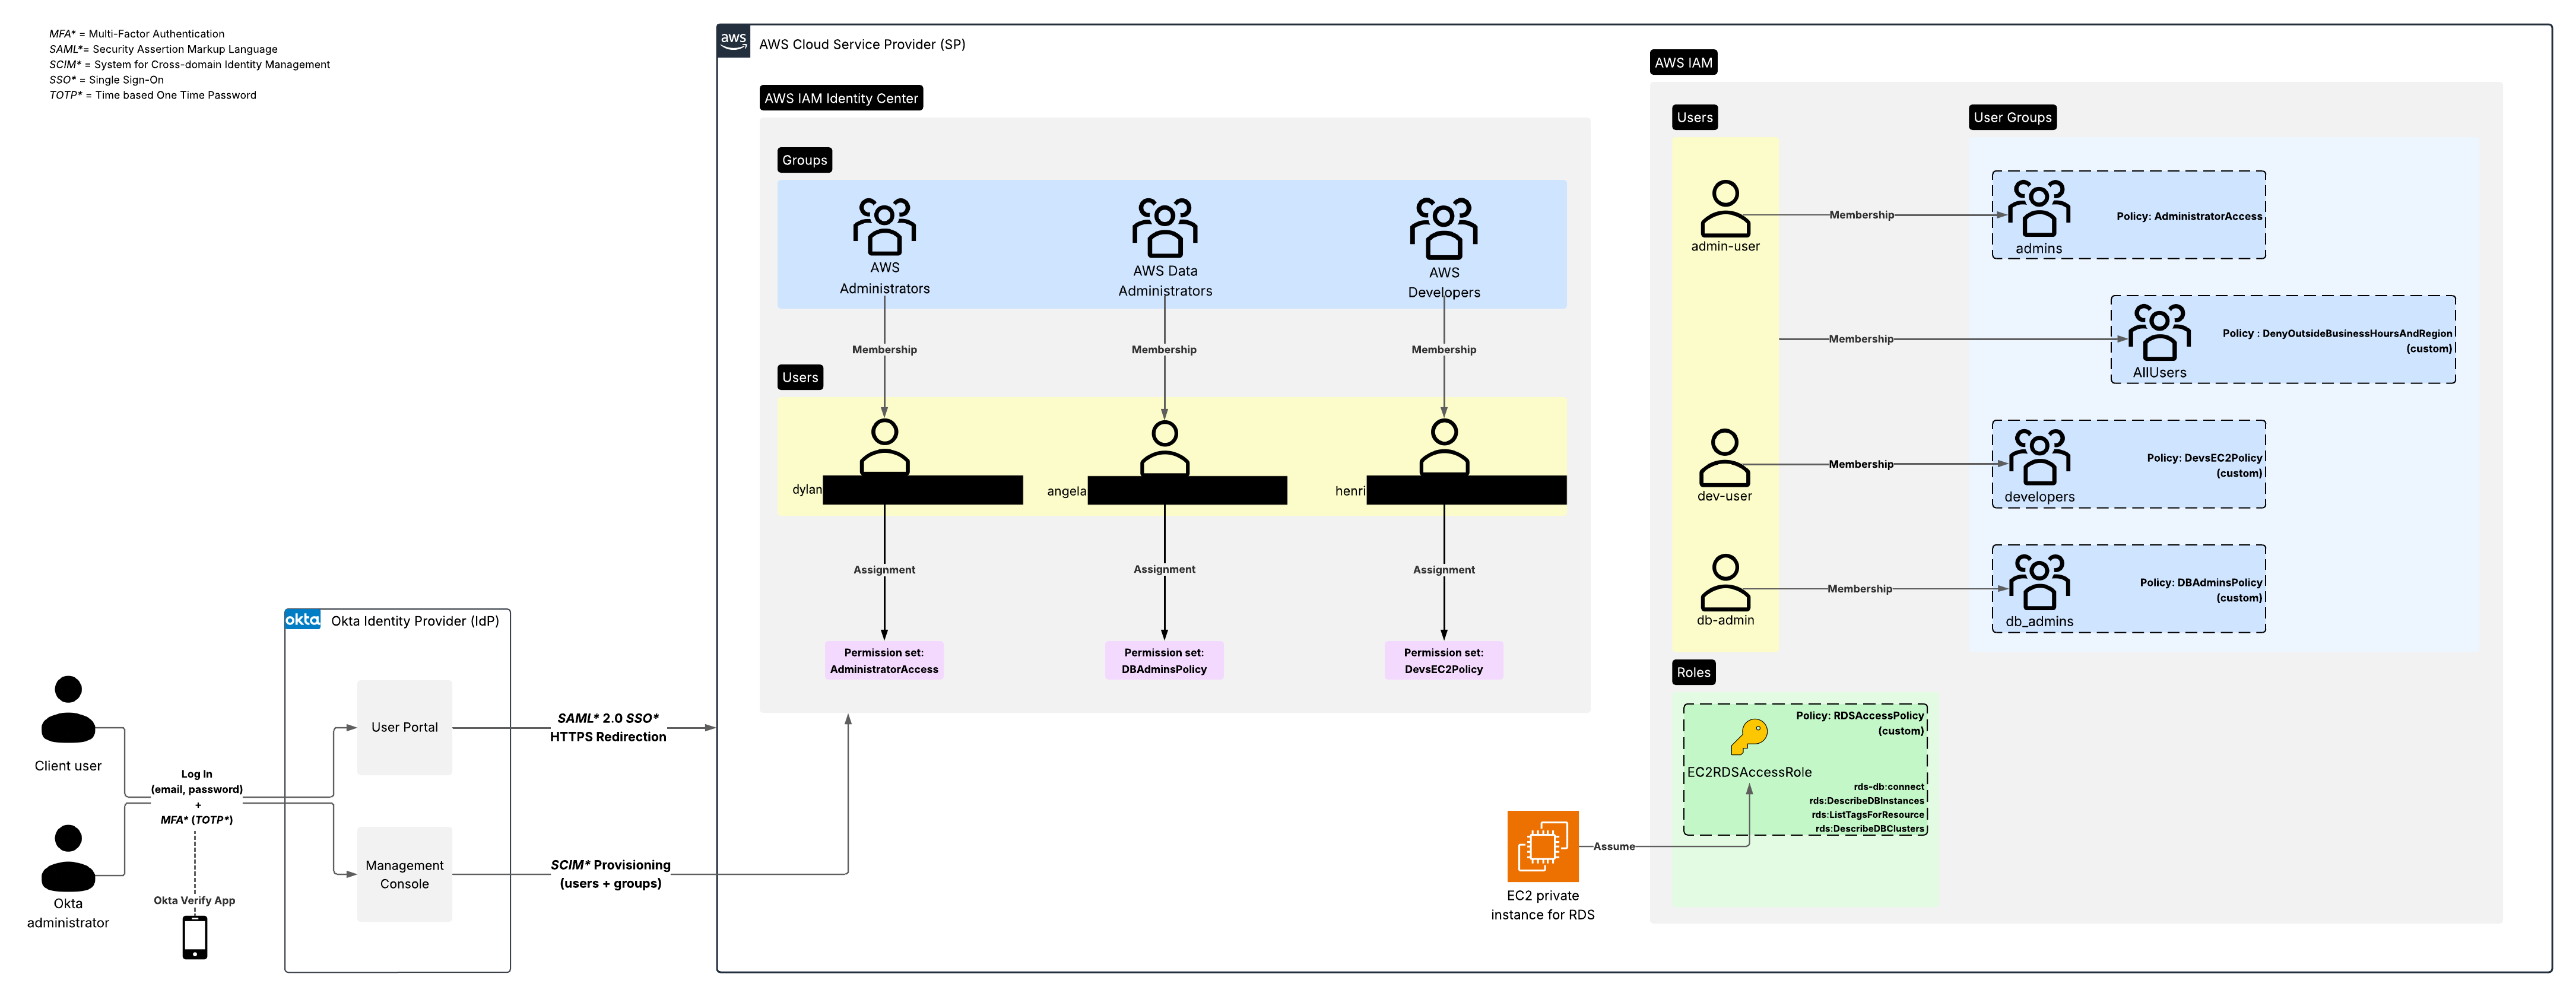 MFA* = Multi-Factor Authentication
SAML*= Security Assertion Markup Language
SCIM* = System for Cross-domain Identity Management
SSO* = Single Sign-On
TOTP* = Time based One Time Password
aws
AWS Cloud Service Provider (SP)
AWS IAM Identity Center
Groups
AWS
Administrators
AWS Data
Administrators
AWS
Developers
Membership
Membership
Membership
Users
dylan
angela
henri
Assignment
Assignment
Assignment
Permission set:
AdministratorAccess
Permission set:
DBAdminsPolicy
Permission set:
DevsEC2Policy
AWS IAM
Users
User Groups
admin-user
Membership
admins
Policy: AdministratorAccess
Membership
AllUsers
Policy : DenyOutsideBusinessHoursAndRegion
(custom)
dev-user
Membership
developers
Policy: DevsEC2Policy
(custom)
db-admin
Membership
db_admins
Policy: DBAdminsPolicy
(custom)
Roles
Policy: RDSAccessPolicy
(custom)
EC2RDSAccessRole
rds-db:connect
rds:DescribeDBInstances
rds:ListTagsForResource
rds:DescribeDBClusters
Assume
EC2 private
instance for RDS
okta
Okta Identity Provider (IdP)
User Portal
Management
Console
SAML* 2.0 SSO*
HTTPS Redirection
SCIM* Provisioning
(users + groups)
Client user
Okta
administrator
Log In
(email, password)
+
MFA* (TOTP*)
Okta Verify App